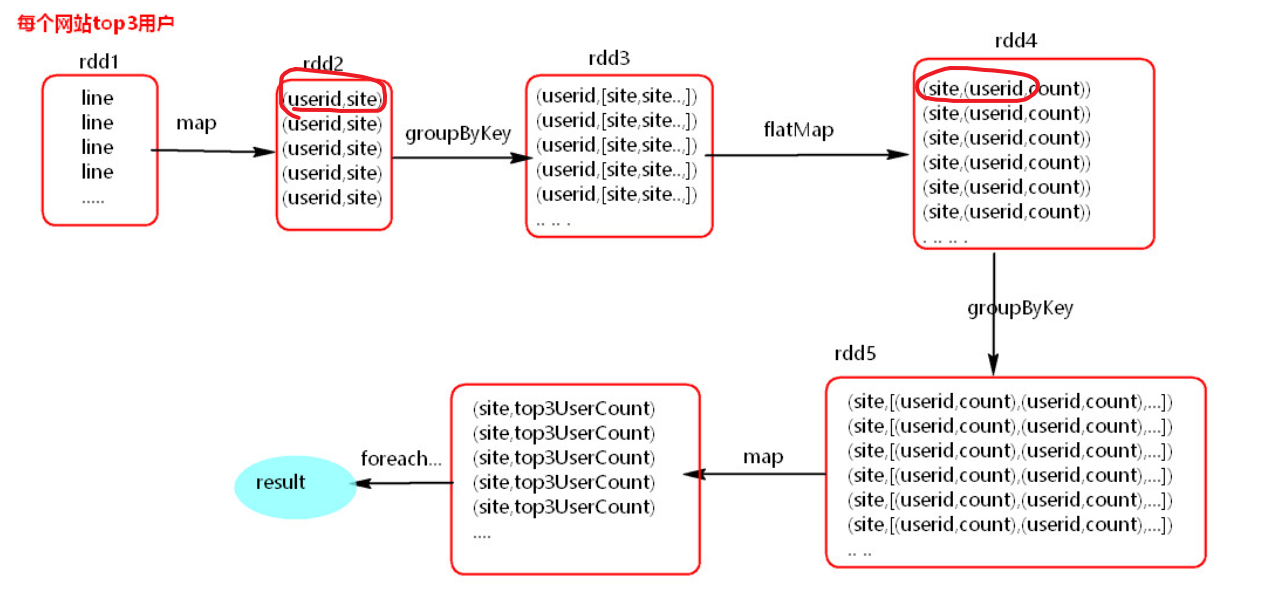 每个网站top3用户
rdd1
line
line
line
line
.....
map
rdd2
(userid,site)
(userid,site)
(userid,site)
(userid,site)
(userid,site)
groupByKey
rdd3
(userid,[site,site..,])
(userid,[site,site..,])
(userid,[site,site..,])
(userid,[site,site..,])
(userid,[site,site..,])
.. .. .
flatMap
rdd4
(site,(userid,count))
(site,(userid,count))
(site,(userid,count))
(site,(userid,count))
(site,(userid,count))
(site,(userid,count))
. .. .. .
groupByKey
rdd5
(site,[(userid,count),(userid,count),...])
(site,[(userid,count),(userid,count),...])
(site,[(userid,count),(userid,count),...])
(site,[(userid,count),(userid,count),...])
(site,[(userid,count),(userid,count),...])
(site,[(userid,count),(userid,count),...])
.. ..
map
(site,top3UserCount)
(site,top3UserCount)
(site,top3UserCount)
(site,top3UserCount)
(site,top3UserCount)
....
foreach...
result